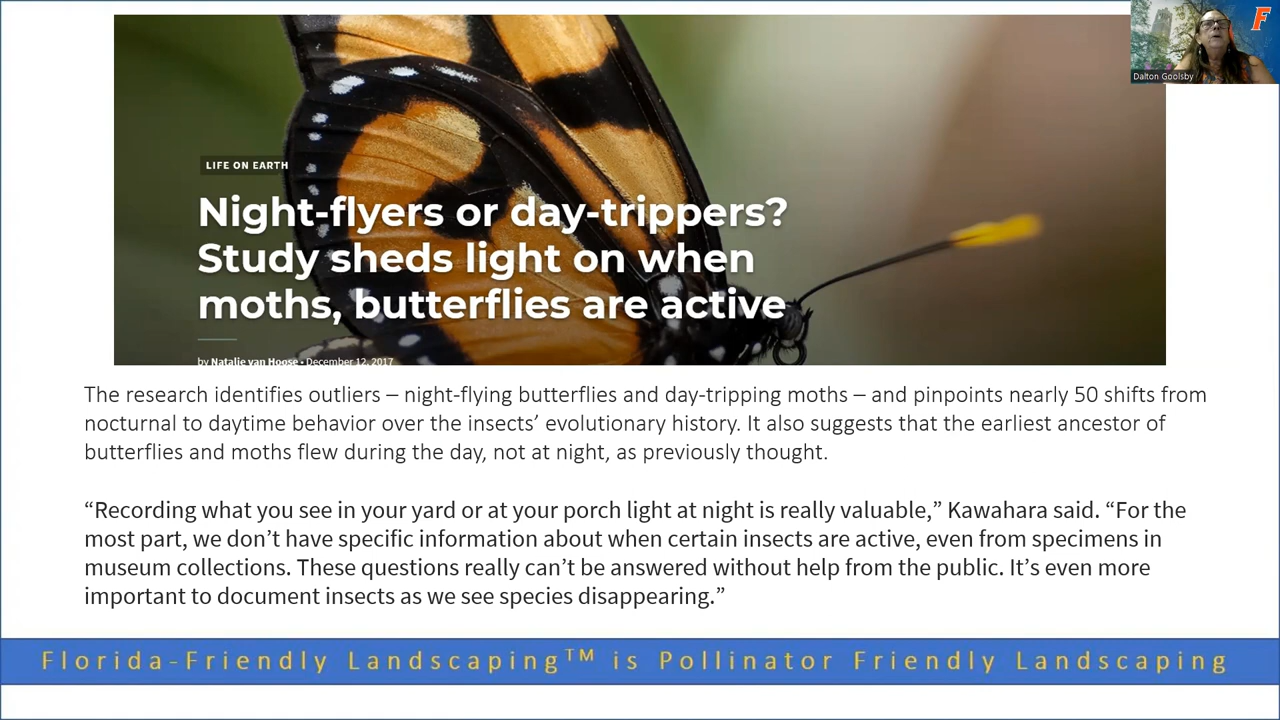 F
Dalton Goolsby
LIFE ON EARTH
Night-flyers or day-trippers?
Study sheds light on when
moths, butterflies are active
by Natalie van Hoose • December 12, 2017
The research identifies outliers – night-flying butterflies and day-tripping moths – and pinpoints nearly 50 shifts from
nocturnal to daytime behavior over the insects’ evolutionary history. It also suggests that the earliest ancestor of
butterflies and moths flew during the day, not at night, as previously thought.
“Recording what you see in your yard or at your porch light at night is really valuable,” Kawahara said. “For the
most part, we don’t have specific information about when certain insects are active, even from specimens in
museum collections. These questions really can’t be answered without help from the public. It’s even more
important to document insects as we see species disappearing.”
Florida-Friendly Landscaping™ is Pollinator Friendly Landscaping